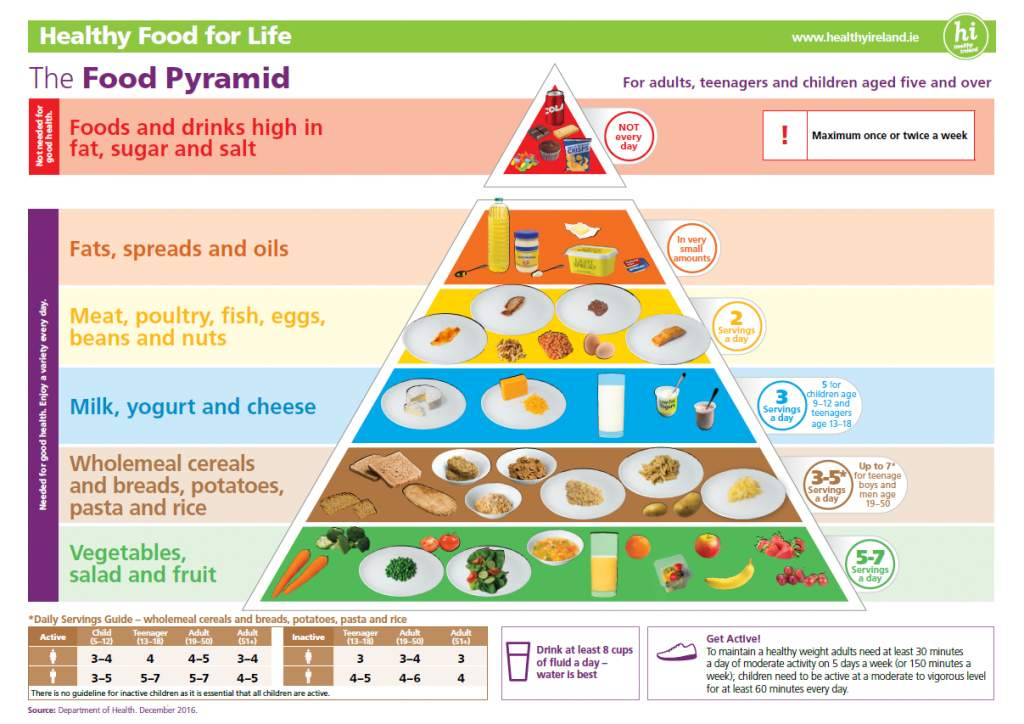 Healthy Food for Life
www.healthyireland.ie
hi
Healthy
Ireland
The Food Pyramid
For adults, teenagers and children aged five and over
Not needed for
good health.
Foods and drinks high in
fat, sugar and salt
COLA
CRISPS
NOT
every
day
!
Maximum once or twice a week
Needed for good health. Enjoy a variety every day.
Fats, spreads and oils
LIGHT
SPREAD
In very
small
amounts
Meat, poultry, fish, eggs,
beans and nuts
2
Servings
a day
Milk, yogurt and cheese
Yogurt
3
Servings
a day
5 for
children age
9–12 and
teenagers
age 13–18
Wholemeal cereals
and breads, potatoes,
pasta and rice
3-5*
Servings
a day
Up to 7*
for teenage
boys and
men age
19–50
Vegetables,
salad and fruit
5-7
Servings
a day
*Daily Servings Guide – wholemeal cereals and breads, potatoes, pasta and rice
Active Child (5–12) Teenager (13–18) Adult (19–50) Adult (51+)
3–4 4 4–5 3–4
3–5 5–7 5–7 4–5
Inactive Teenager (13–18) Adult (19–50) Adult (51+)
3 3–4 3
4–5 4–6 4
There is no guideline for inactive children as it is essential that all children are active.
Drink at least 8 cups
of fluid a day –
water is best
Get Active!
To maintain a healthy weight adults need at least 30 minutes
a day of moderate activity on 5 days a week (or 150 minutes a
week); children need to be active at a moderate to vigorous level
for at least 60 minutes every day.
Source: Department of Health. December 2016.